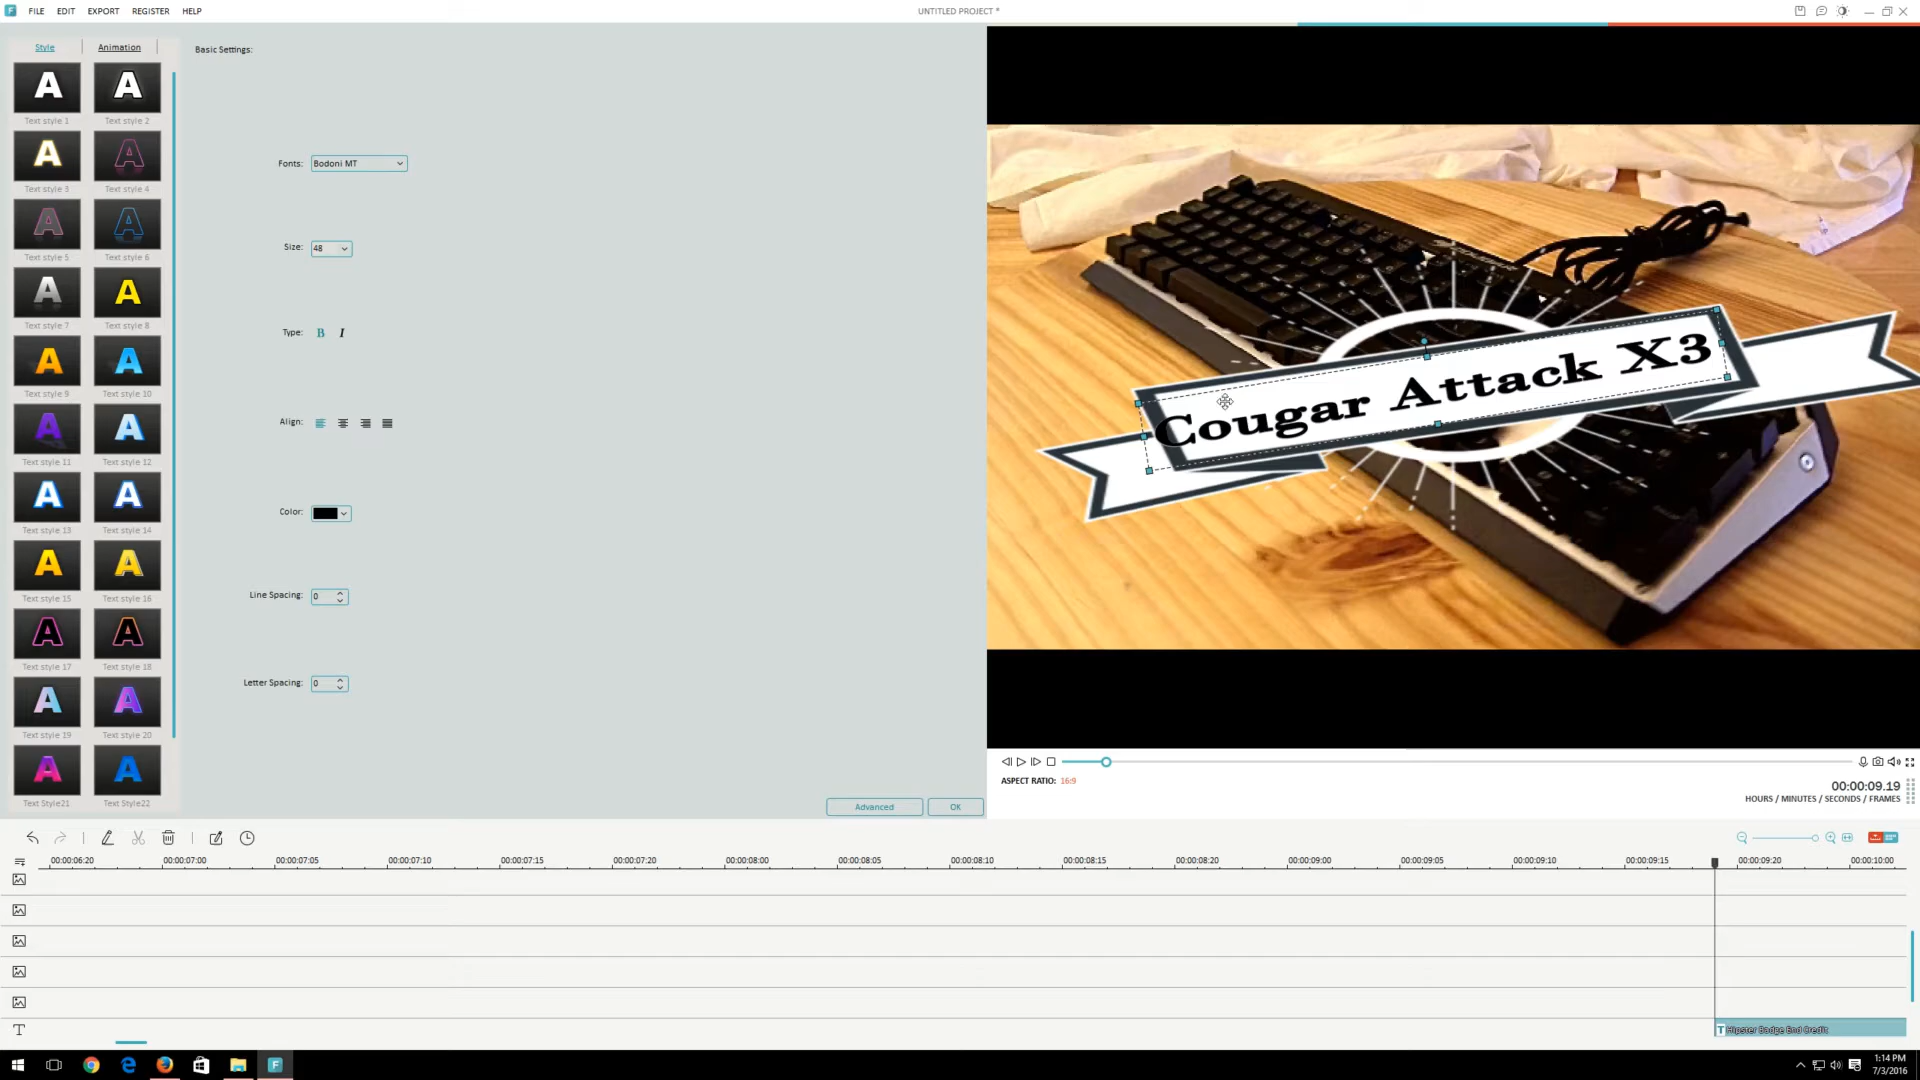 FILE EDIT EXPORT REGISTER HELP
UNTITLED PROJECT *
Style Animation
Basic Settings:
Text style 1 Text style 2
Text style 3 Text style 4
Text style 5 Text style 6
Text style 7 Text style 8
Text style 9 Text style 10
Text style 11 Text style 12
Text style 13 Text style 14
Text style 15 Text style 16
Text style 17 Text style 18
Text style 19 Text style 20
Text Style21 Text Style22
Fonts: Bodoni MT
Size: 48
Type: B I
Align:
Color:
Line Spacing: 0
Letter Spacing: 0
Advanced OK
Cougar Attack X3
ASPECT RATIO: 16:9
00:00:09.19
HOURS / MINUTES / SECONDS / FRAMES
00:00:06:20 00:00:07:00 00:00:07:05 00:00:07:10 00:00:07:15 00:00:07:20 00:00:08:00 00:00:08:05 00:00:08:10 00:00:08:15 00:00:08:20 00:00:09:00 00:00:09:05 00:00:09:10 00:00:09:15 00:00:09:20 00:00:10:00
T Hipster Badge End Credit
1:14 PM
7/3/2016